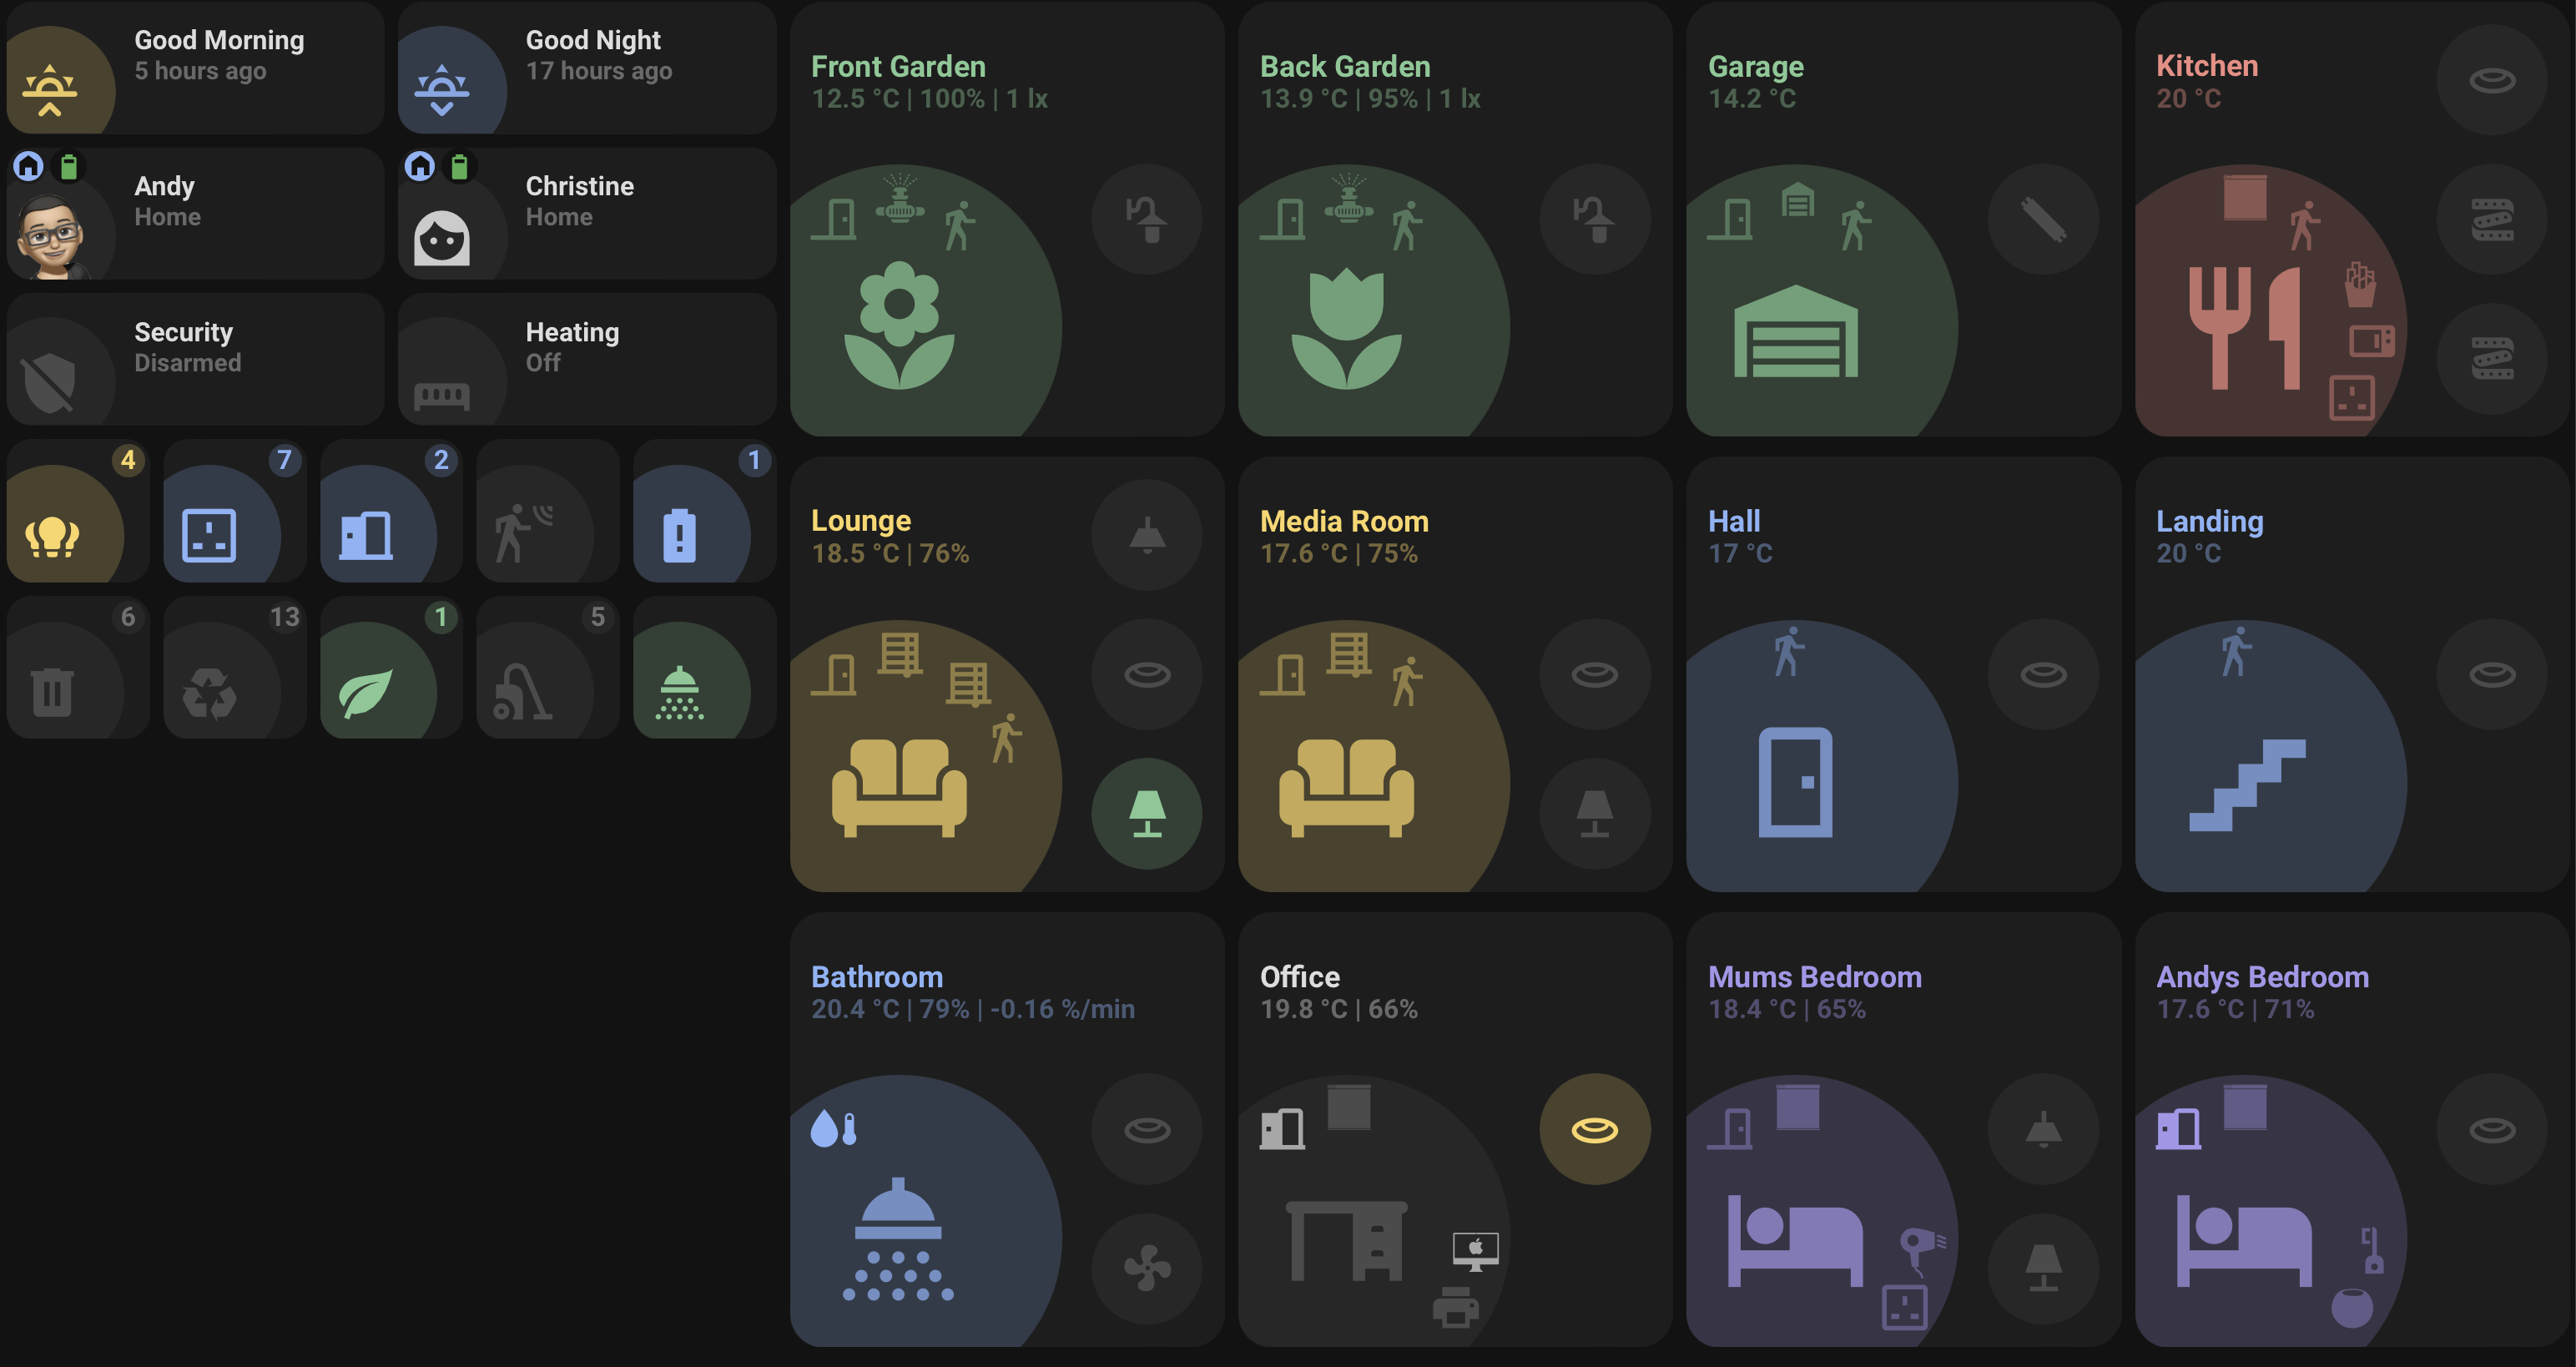 Good Morning
5 hours ago
Good Night
17 hours ago
Andy
Home
Christine
Home
Security
Disarmed
Heating
Off
4
7
2
1
6
13
1
5
Front Garden
12.5 °C | 100% | 1 lx
Back Garden
13.9 °C | 95% | 1 lx
Garage
14.2 °C
Kitchen
20 °C
Lounge
18.5 °C | 76%
Media Room
17.6 °C | 75%
Hall
17 °C
Landing
20 °C
Bathroom
20.4 °C | 79% | -0.16 %/min
Office
19.8 °C | 66%
Mums Bedroom
18.4 °C | 65%
Andys Bedroom
17.6 °C | 71%